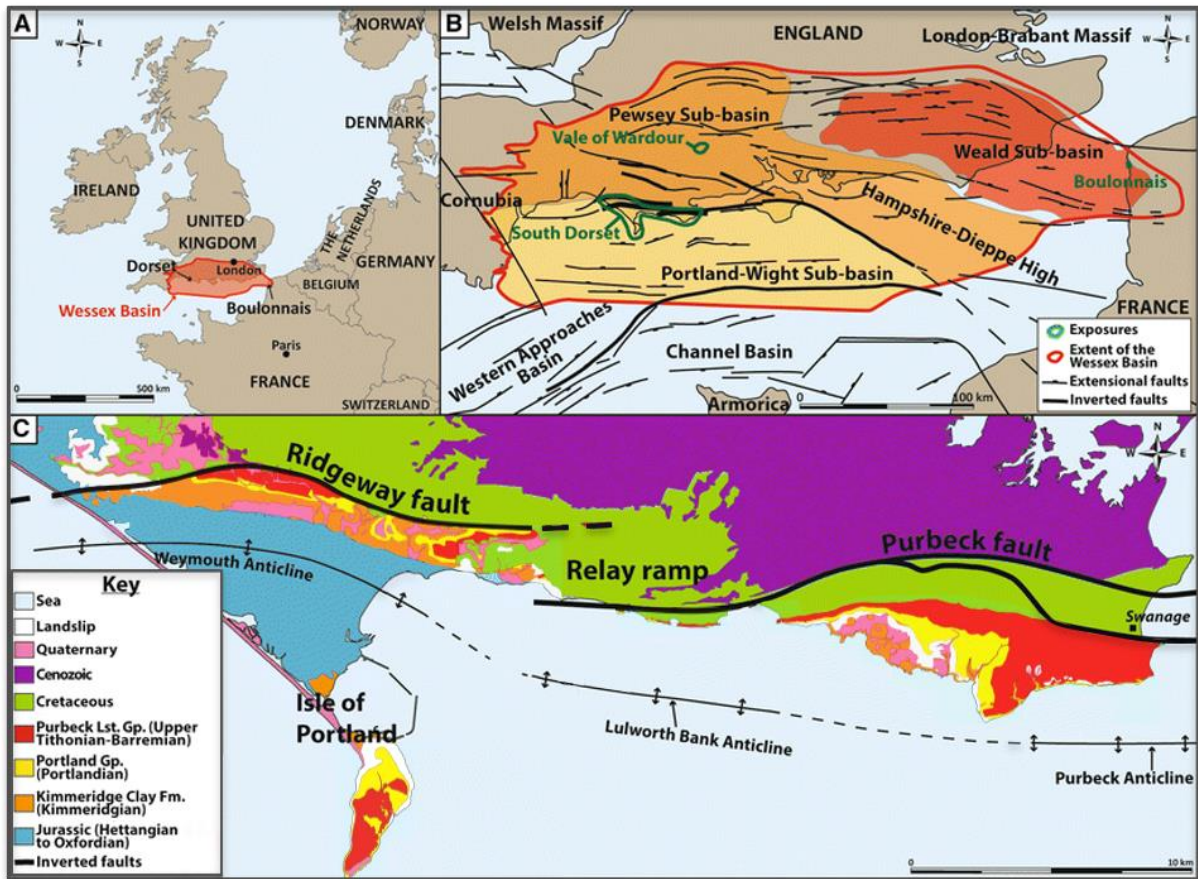 A
N
W E
S
NORWAY
DENMARK
IRELAND
UNITED
KINGDOM
THE
NETHERLANDS
GERMANY
Dorset
London
BELGIUM
Wessex Basin
Boulonnais
Paris
FRANCE
SWITZERLAND
0 500 km
B
Welsh Massif
ENGLAND
London-Brabant Massif
N
W E
S
Pewsey Sub-basin
Vale of Wardour
Weald Sub-basin
Boulonnais
Cornubia
Hampshire-Dieppe High
South Dorset
Portland-Wight Sub-basin
FRANCE
Western Approaches
Basin
Channel Basin
Armorica
0 100 km
Exposures
Extent of the
Wessex Basin
Extensional faults
Inverted faults
C
N
W E
S
Ridgeway fault
Weymouth Anticline
Relay ramp
Purbeck fault
Swanage
Isle of
Portland
Lulworth Bank Anticline
Purbeck Anticline
Key
Sea
Landslip
Quaternary
Cenozoic
Cretaceous
Purbeck Lst. Gp. (Upper
Tithonian-Barremian)
Portland Gp.
(Portlandian)
Kimmeridge Clay Fm.
(Kimmeridgian)
Jurassic (Hettangian
to Oxfordian)
Inverted faults
0 10 km